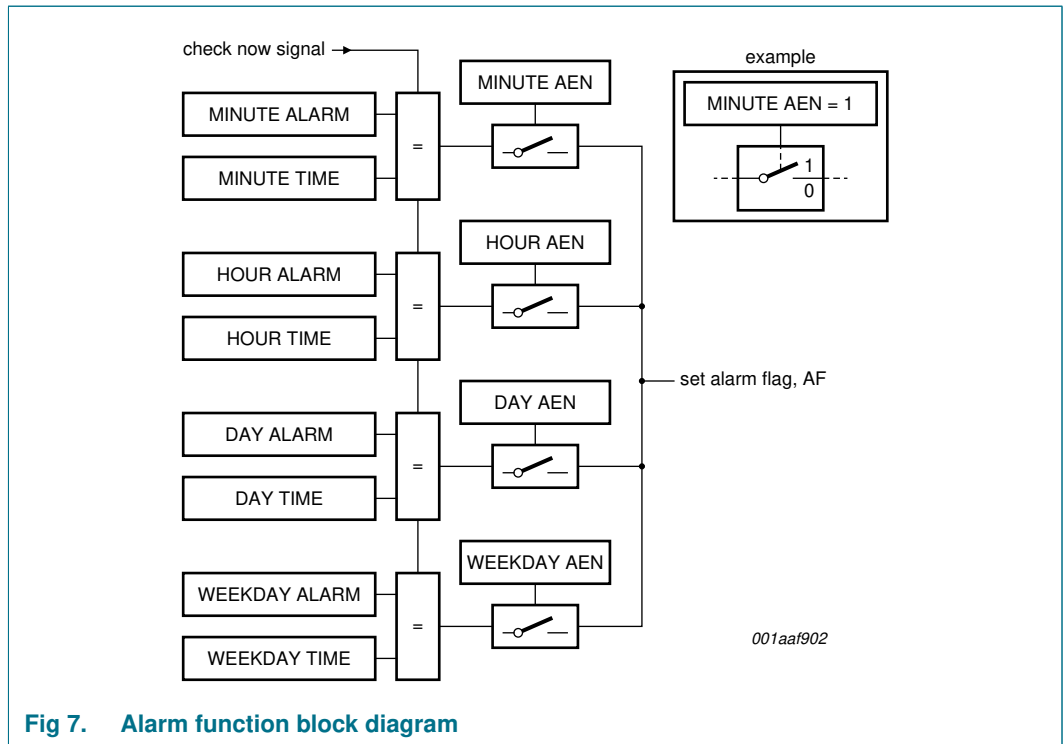 check now signal
example
MINUTE AEN
MINUTE AEN = 1
MINUTE ALARM
=
1
0
MINUTE TIME
HOUR AEN
HOUR ALARM
=
HOUR TIME
set alarm flag, AF
DAY AEN
DAY ALARM
=
DAY TIME
WEEKDAY AEN
WEEKDAY ALARM
=
WEEKDAY TIME
001aaf902
Fig 7. Alarm function block diagram